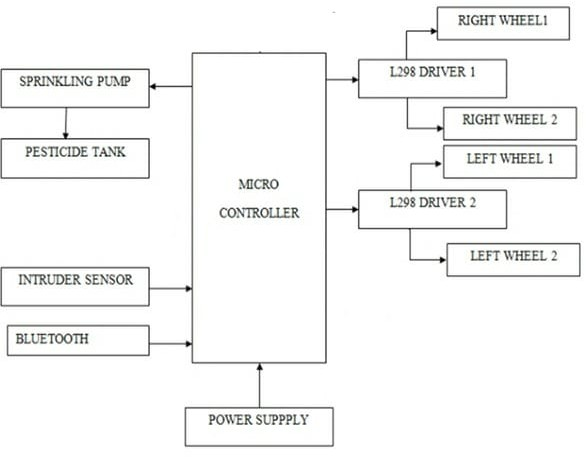 RIGHT WHEEL1
L298 DRIVER 1
SPRINKLING PUMP
RIGHT WHEEL 2
PESTICIDE TANK
LEFT WHEEL 1
MICRO
CONTROLLER
L298 DRIVER 2
LEFT WHEEL 2
INTRUDER SENSOR
BLUETOOTH
POWER SUPPPLY